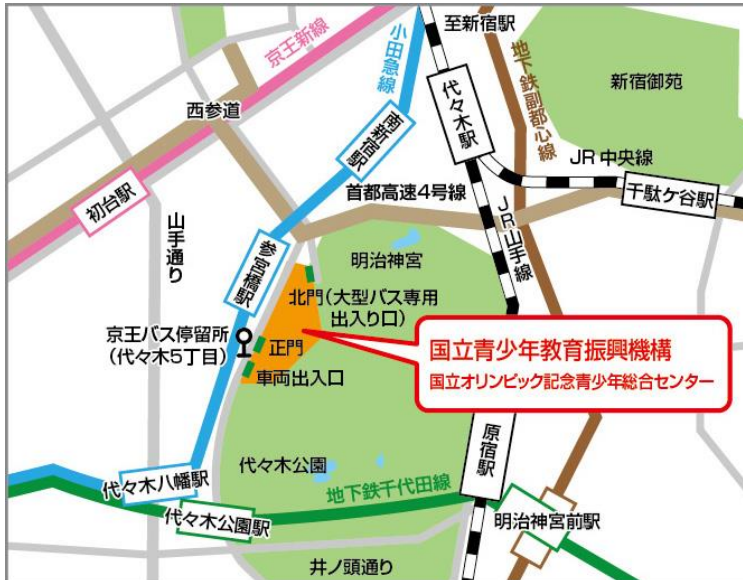 京王新線
小田急線
至新宿駅
地下鉄副都心線
新宿御苑
西参道
南新宿駅
代々木駅
JR中央線
千駄ケ谷駅
初台駅
山手通り
首都高速4号線
JR山手線
参宮橋駅
明治神宮
北門(大型バス専用
出入り口)
京王バス停留所
(代々木5丁目)
正門
車両出入口
国立青少年教育振興機構
国立オリンピック記念青少年総合センター
原宿駅
代々木公園
代々木八幡駅
地下鉄千代田線
代々木公園駅
明治神宮前駅
井ノ頭通り